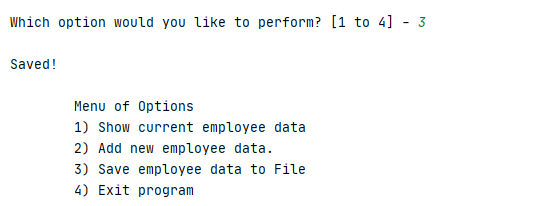 Which option would you like to perform? [1 to 4] - 3
Saved!
Menu of Options
1) Show current employee data
2) Add new employee data.
3) Save employee data to File
4) Exit program